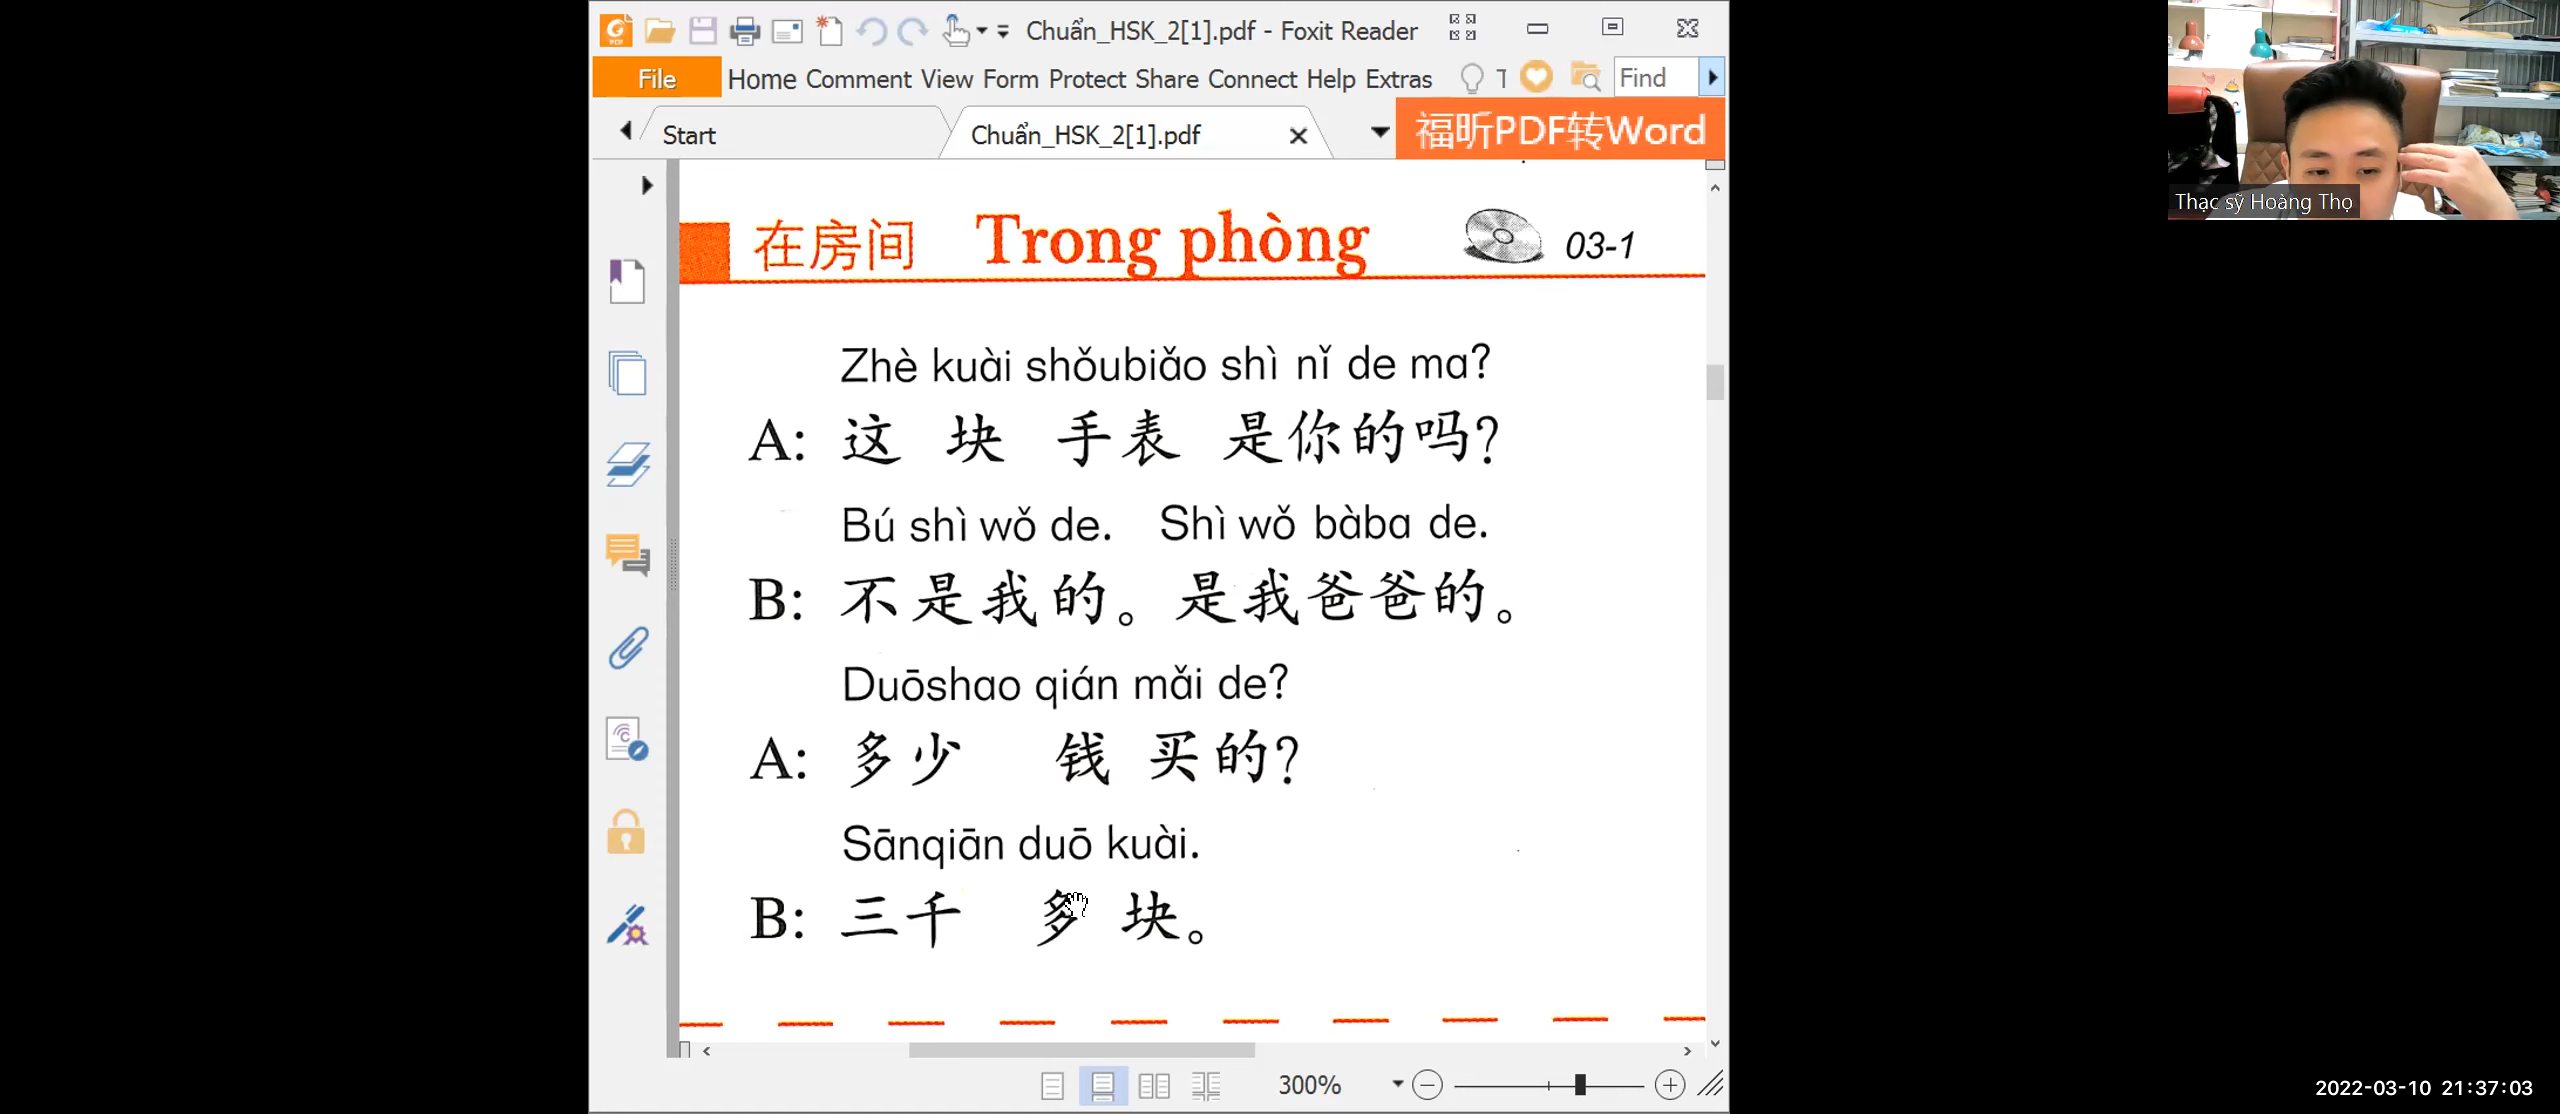 Chuẩn_HSK_2[1].pdf - Foxit Reader
File Home Comment View Form Protect Share Connect Help Extras T Find
Start Chuẩn_HSK_2[1].pdf 福昕PDF转Word
在房间 Trong phòng 03-1
Zhè kuài shǒubiǎo shì nǐ de ma?
A: 这 块 手表 是你的吗?
Bú shì wǒ de. Shì wǒ bàba de.
B: 不是我的。是我爸爸的。
Duōshao qián mǎi de?
A: 多少 钱 买的?
Sānqiān duō kuài.
B: 三千 多 块。
300%
Thạc sỹ Hoàng Thọ
2022-03-10 21:37:03